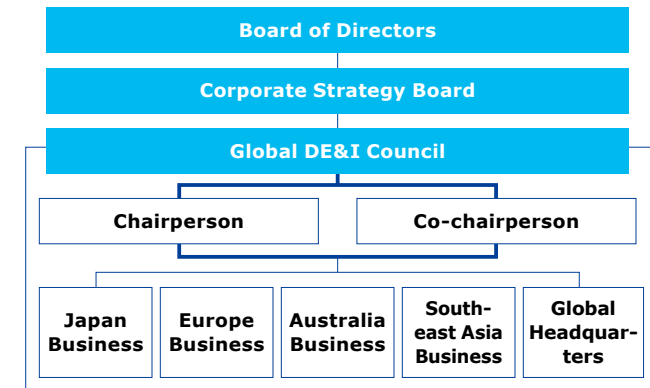 Board of Directors
Corporate Strategy Board
Global DE&I Council
Chairperson
Co-chairperson
Japan
Business
Europe
Business
Australia
Business
South-
east Asia
Business
Global
Headquar-
ters